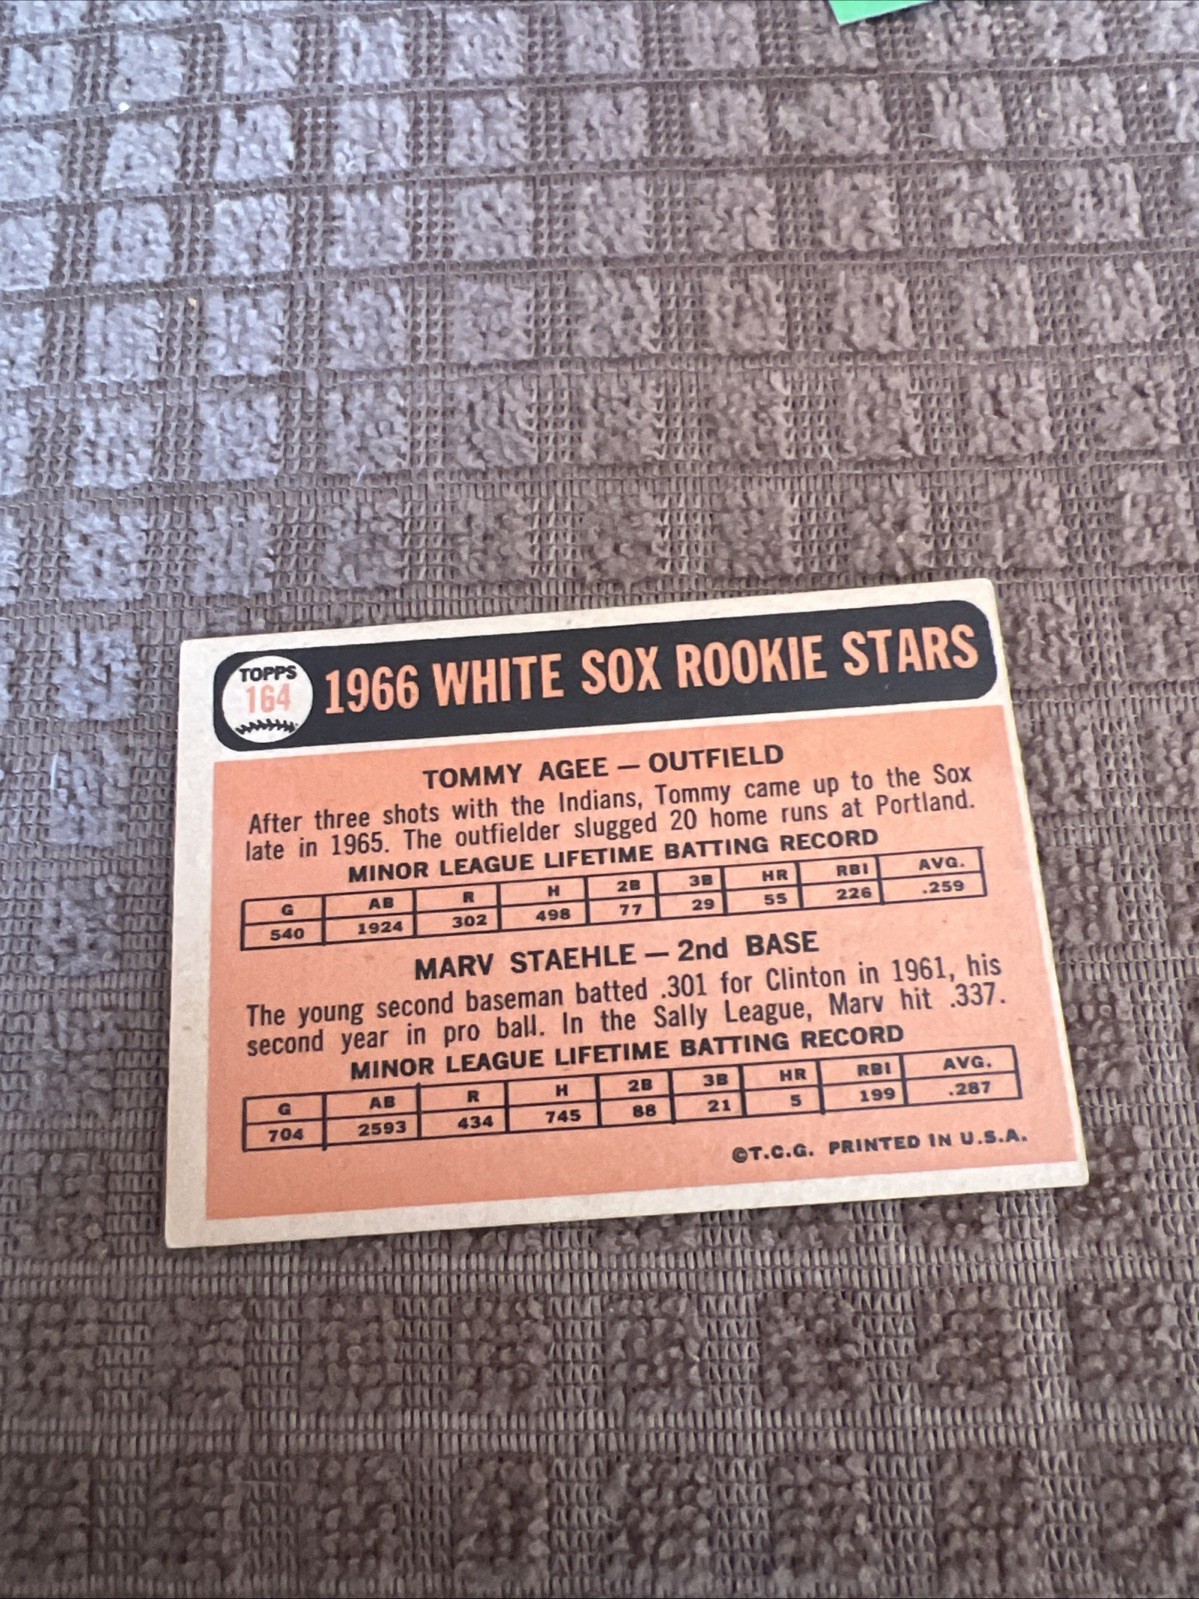 TOPPS
164
1966 WHITE SOX ROOKIE STARS
TOMMY AGEE — OUTFIELD
After three shots with the Indians, Tommy came up to the Sox
late in 1965. The outfielder slugged 20 home runs at Portland.
MINOR LEAGUE LIFETIME BATTING RECORD
G AB R H 2B 3B HR RBI AVG.
540 1924 302 498 77 29 55 226 .259
MARV STAEHLE — 2nd BASE
The young second baseman batted .301 for Clinton in 1961, his
second year in pro ball. In the Sally League, Marv hit .337.
MINOR LEAGUE LIFETIME BATTING RECORD
G AB R H 2B 3B HR RBI AVG.
704 2593 434 745 88 21 5 199 .287
©T.C.G. PRINTED IN U.S.A.